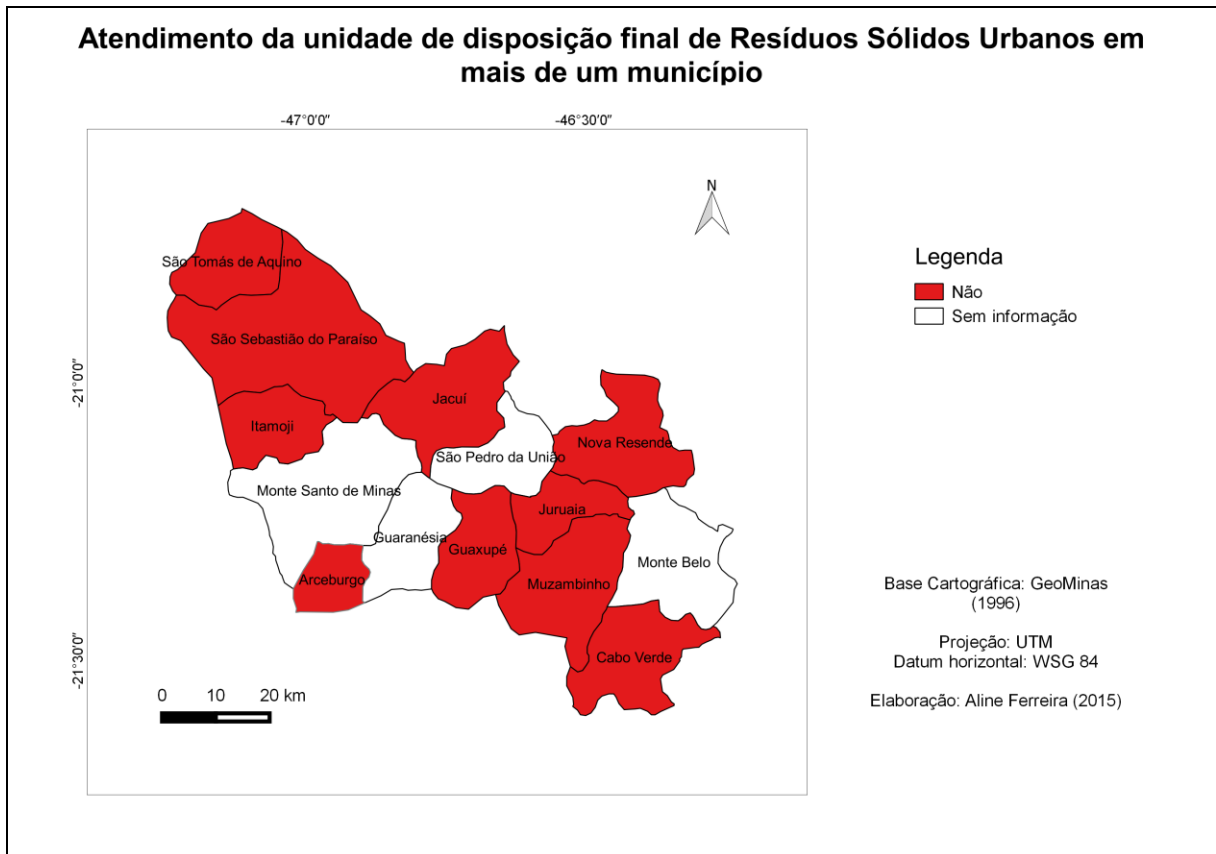 Atendimento da unidade de disposição final de Resíduos Sólidos Urbanos em
mais de um município
-47°0'0"
-46°30'0"
N
Legenda
Não
Sem informação
São Tomás de Aquino
São Sebastião do Paraíso
-21°0'0"
Jacuí
Itamoji
Nova Resende
São Pedro da União
Monte Santo de Minas
Juruaia
Guaranésia
Guaxupé
Monte Belo
Arceburgo
Muzambinho
Cabo Verde
-21°30'0"
0 10 20 km
Base Cartográfica: GeoMinas
(1996)
Projeção: UTM
Datum horizontal: WSG 84
Elaboração: Aline Ferreira (2015)